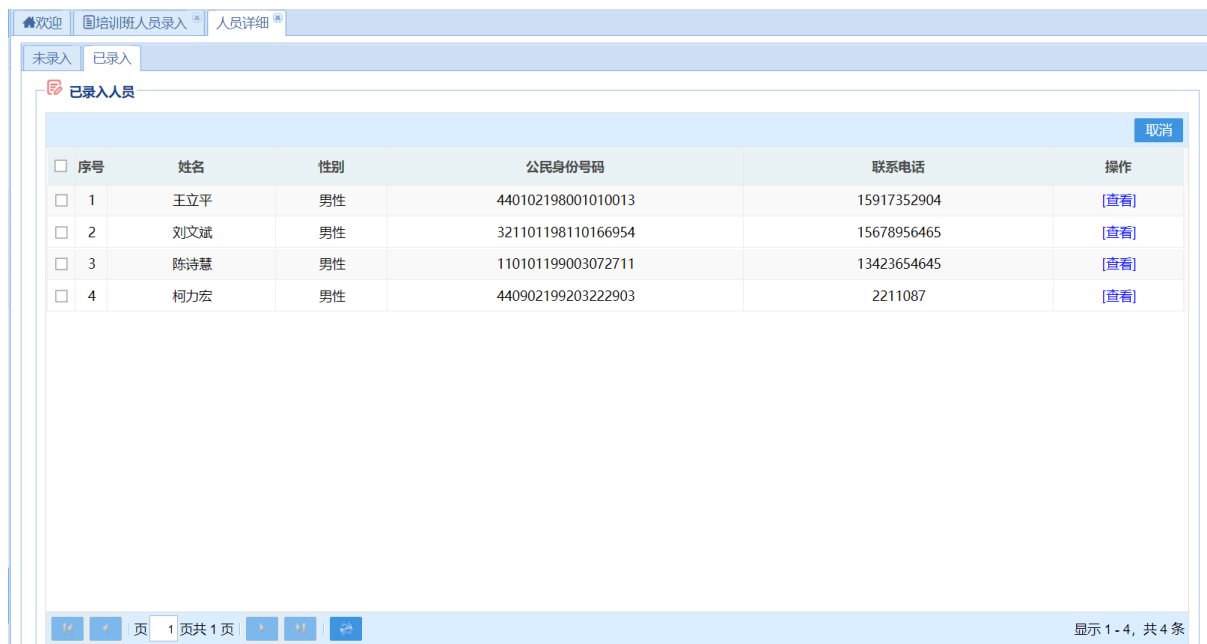 欢迎 培训班人员录入 人员详细
未录入 已录入
已录入人员
取消
序号 姓名 性别 公民身份号码 联系电话 操作
1 王立平 男性 440102198001010013 15917352904 [查看]
2 刘文斌 男性 321101198110166954 15678956465 [查看]
3 陈诗慧 男性 110101199003072711 13423654645 [查看]
4 柯力宏 男性 440902199203222903 2211087 [查看]
页 1 页共 1 页 显示 1 - 4, 共 4 条